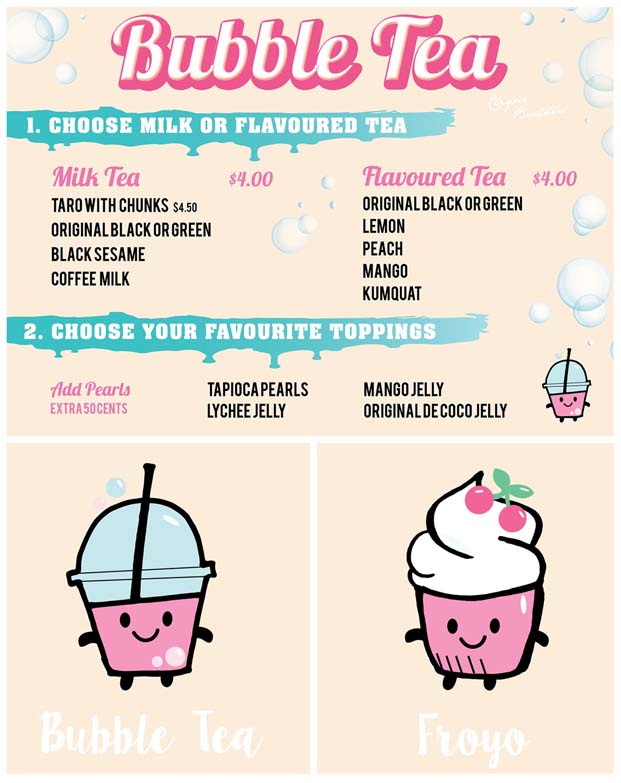 Bubble Tea
1. CHOOSE MILK OR FLAVOURED TEA
Milk Tea $4.00
TARO WITH CHUNKS $4.50
ORIGINAL BLACK OR GREEN
BLACK SESAME
COFFEE MILK
Flavoured Tea $4.00
ORIGINAL BLACK OR GREEN
LEMON
PEACH
MANGO
KUMQUAT
2. CHOOSE YOUR FAVOURITE TOPPINGS
Add Pearls
EXTRA 50 CENTS
TAPIOCA PEARLS
LYCHEE JELLY
MANGO JELLY
ORIGINAL DE COCO JELLY
Bubble Tea
Froyo